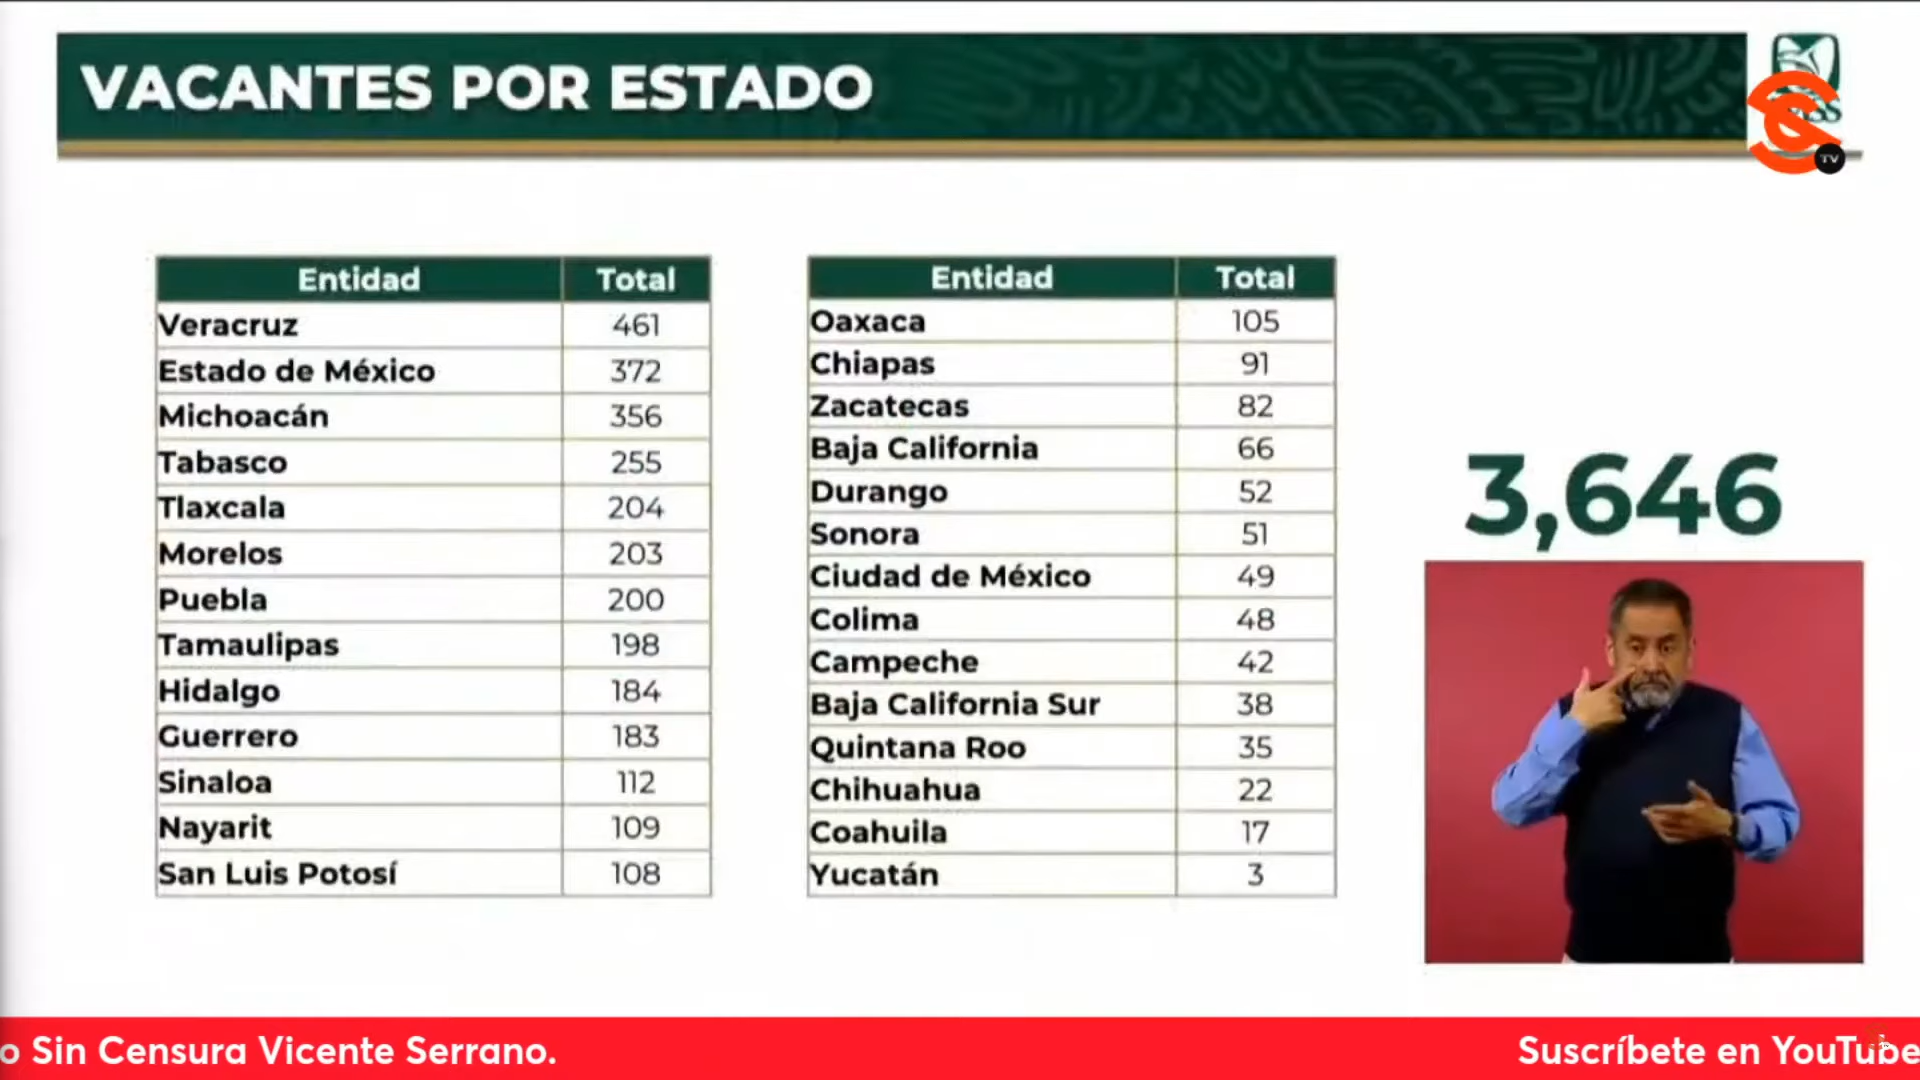 VACANTES POR ESTADO
TV
Entidad Total
Veracruz 461
Estado de México 372
Michoacán 356
Tabasco 255
Tlaxcala 204
Morelos 203
Puebla 200
Tamaulipas 198
Hidalgo 184
Guerrero 183
Sinaloa 112
Nayarit 109
San Luis Potosí 108
Entidad Total
Oaxaca 105
Chiapas 91
Zacatecas 82
Baja California 66
Durango 52
Sonora 51
Ciudad de México 49
Colima 48
Campeche 42
Baja California Sur 38
Quintana Roo 35
Chihuahua 22
Coahuila 17
Yucatán 3
3,646
o Sin Censura Vicente Serrano.
Suscríbete en YouTube